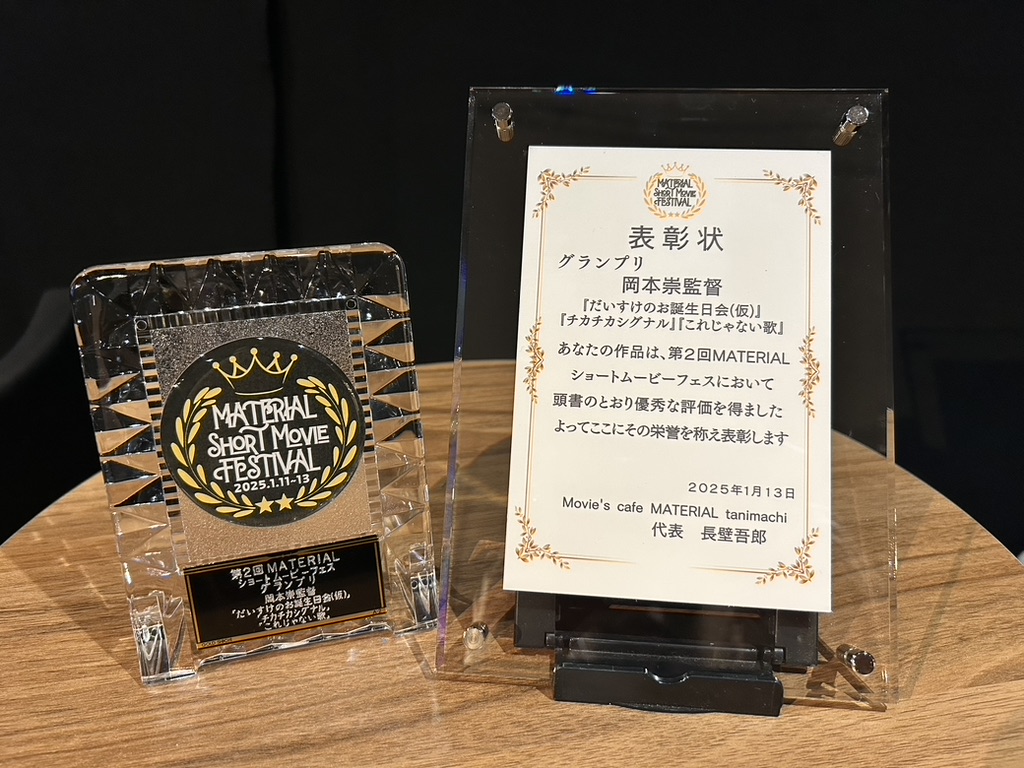 MATERIAL
SHORT MOVIE
FESTIVAL
2025.1.11-13
第2回MATERIAL
ショートムービーフェス
グランプリ
岡本崇監督
「だいすけのお誕生日会(仮)」
「チカチカシグナル」
「これじゃない歌」
MATERIAL
SHORT MOVIE
FESTIVAL
表彰状
グランプリ
岡本崇監督
『だいすけのお誕生日会(仮)』
『チカチカシグナル』『これじゃない歌』
あなたの作品は、第2回MATERIAL
ショートムービーフェスにおいて
頭書のとおり優秀な評価を得ました
よってここにその栄誉を称え表彰します
2025年1月13日
Movie's cafe MATERIAL tanimachi
代表 長壁吾郎